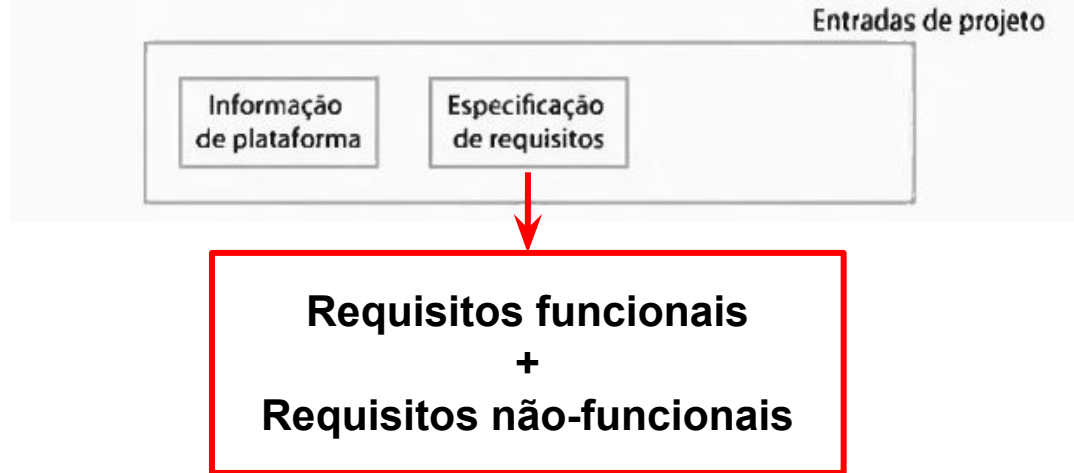 Entradas de projeto
Informação
de plataforma
Especificação
de requisitos
Requisitos funcionais
+
Requisitos não-funcionais